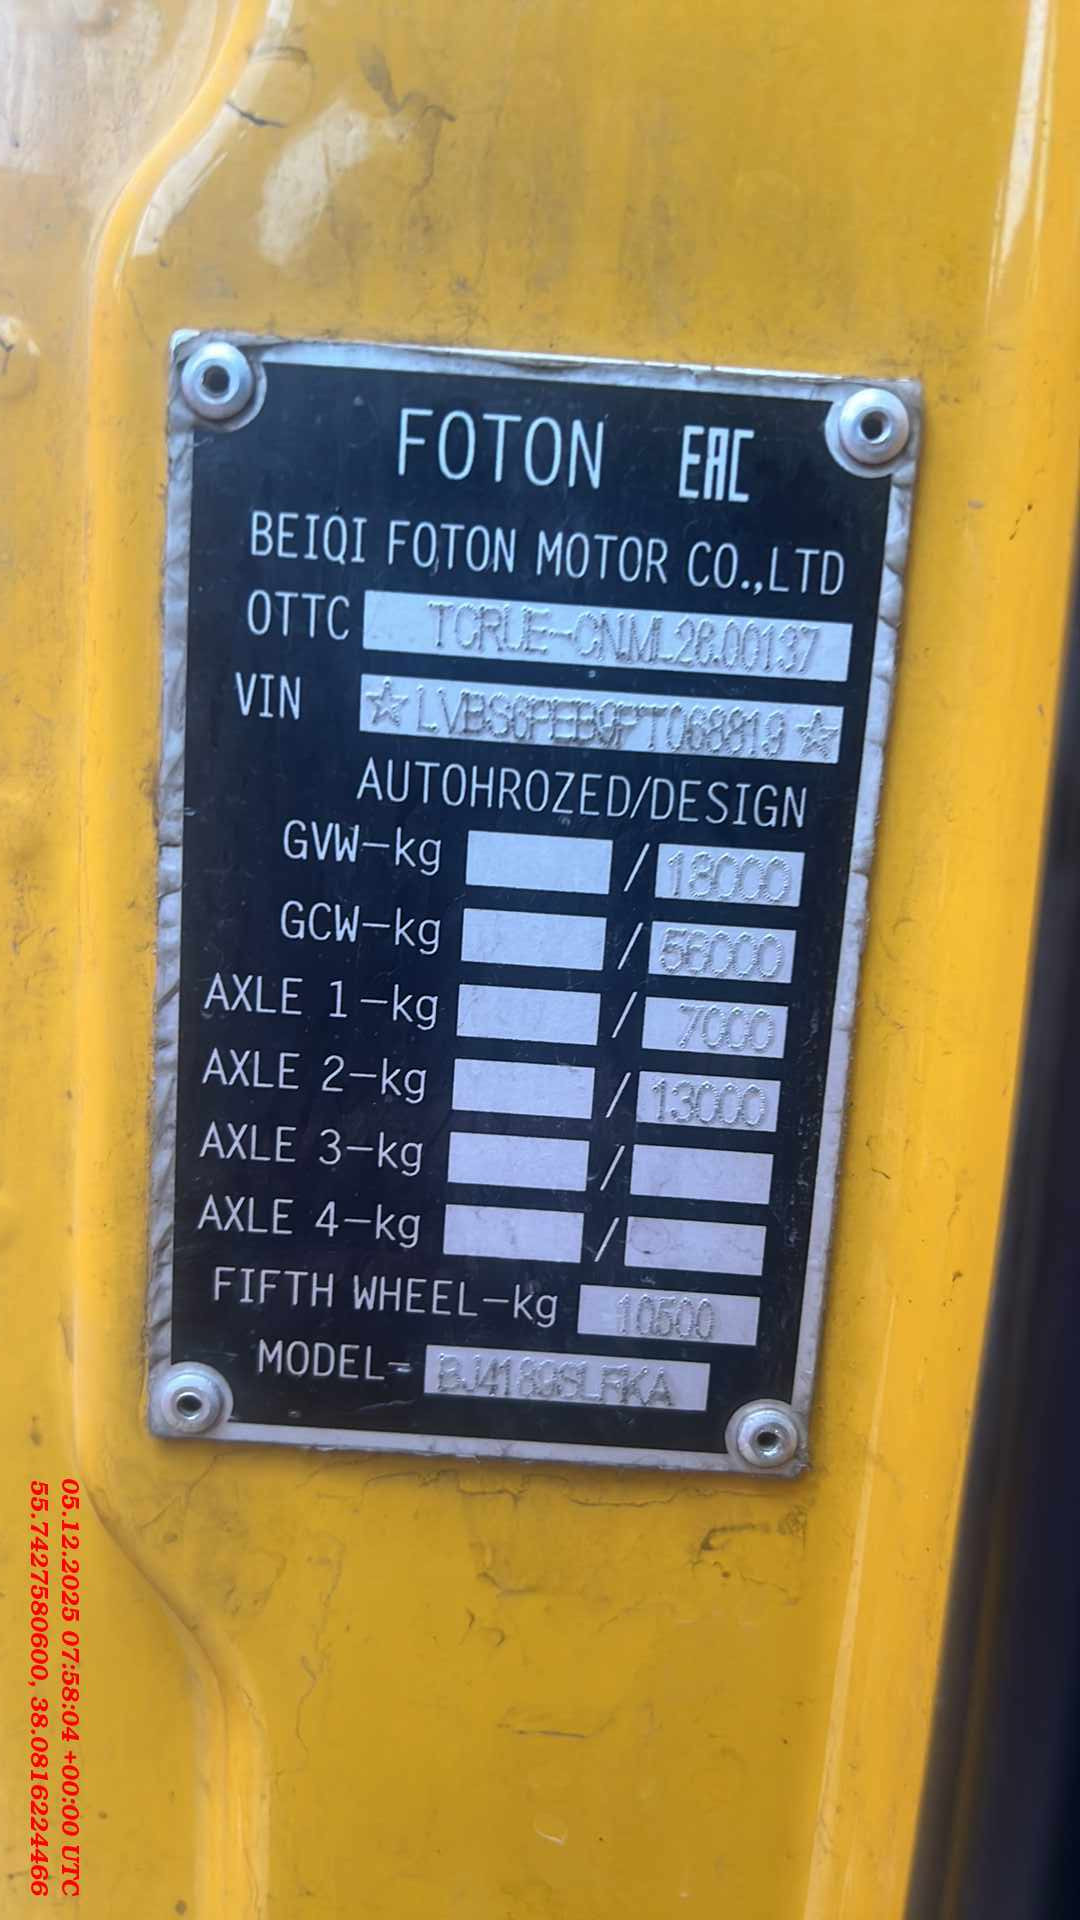 FOTON EAC
BEIQI FOTON MOTOR CO.,LTD
OTTC TCRUE-CN.ML26.00137
VIN ☆LVBS6PEB9PT068819☆
AUTOHROZED/DESIGN
GVW-kg / 18000
GCW-kg / 56000
AXLE 1-kg / 7000
AXLE 2-kg / 13000
AXLE 3-kg /
AXLE 4-kg /
FIFTH WHEEL-kg 10500
MODEL- BJ4189SLFKA
05.12.2025 07:58:04 +00:00 UTC
55.7427580600, 38.0816224466